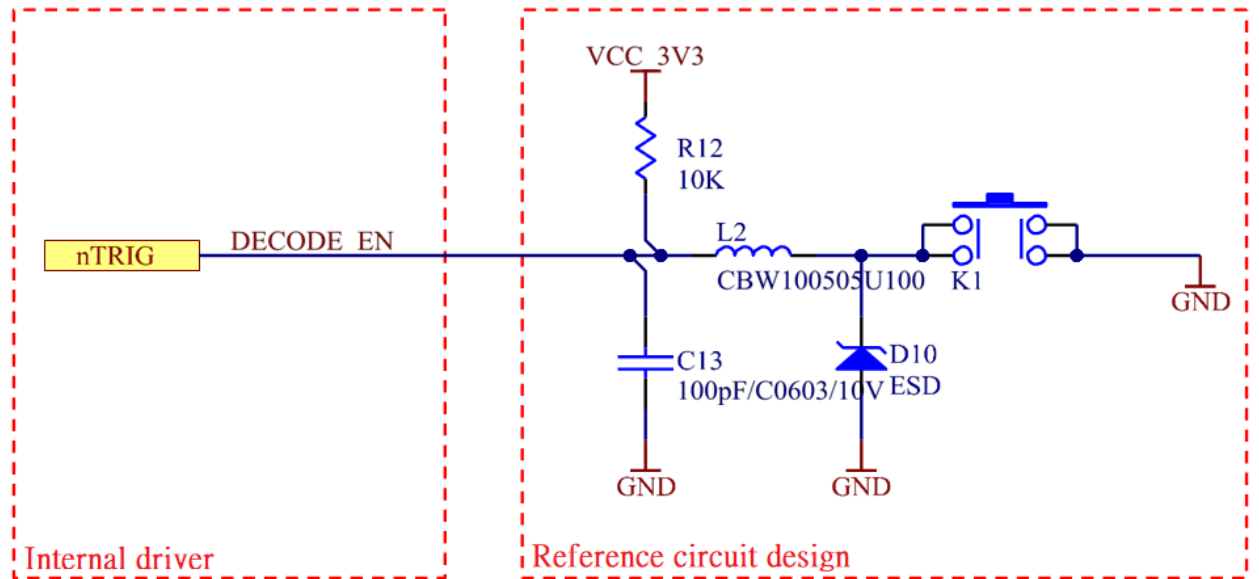 VCC_3V3
R12
10K
nTRIG
DECODE_EN
L2
CBW100505U100
K1
GND
C13
100pF/C0603/10V
D10
ESD
GND
GND
Internal driver
Reference circuit design